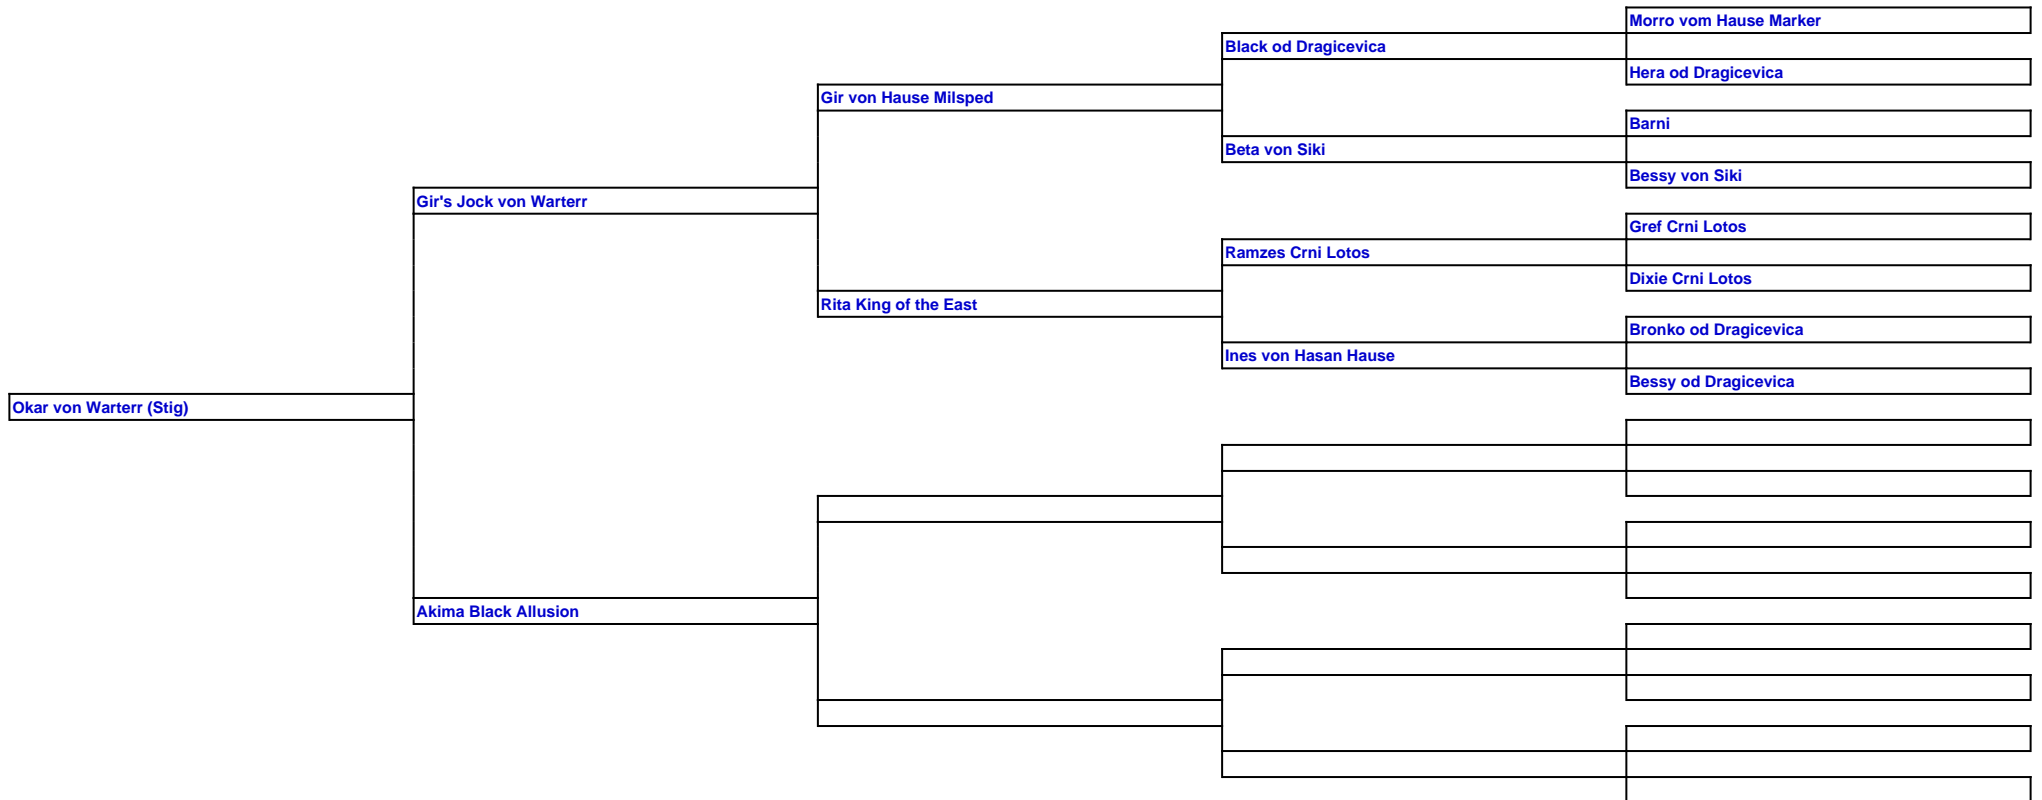 Morro vom Hause Marker
Black od Dragicevica
Hera od Dragicevica
Gir von Hause Milsped
Barni
Beta von Siki
Bessy von Siki
Gir's Jock von Warterr
Gref Crni Lotos
Ramzes Crni Lotos
Dixie Crni Lotos
Rita King of the East
Bronko od Dragicevica
Ines von Hasan Hause
Bessy od Dragicevica
Okar von Warterr (Stig)
Akima Black Allusion